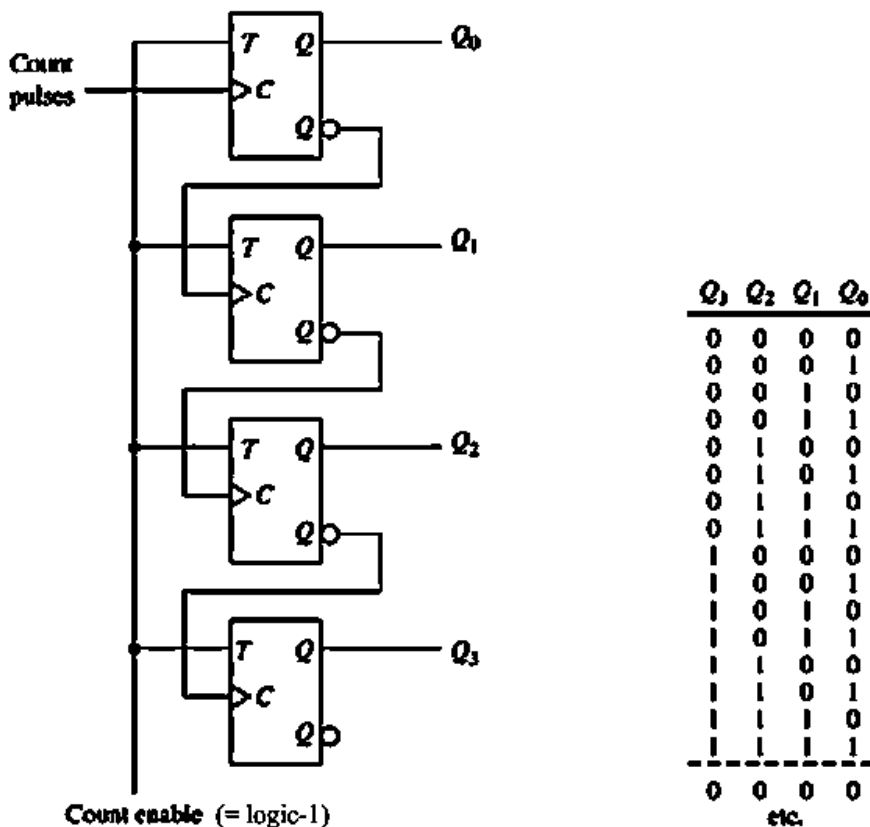 T Q Q₀
Count
pulses
C
Q
T Q Q₁
C
Q
T Q Q₂
C
Q
T Q Q₃
C
Q
Count enable (= logic-1)
Q₃ Q₂ Q₁ Q₀
0 0 0 0
0 0 0 1
0 0 1 0
0 0 1 1
0 1 0 0
0 1 0 1
0 1 1 0
0 1 1 1
1 0 0 0
1 0 0 1
1 0 1 0
1 0 1 1
1 1 0 0
1 1 0 1
1 1 1 0
1 1 1 1
0 0 0 0
etc.